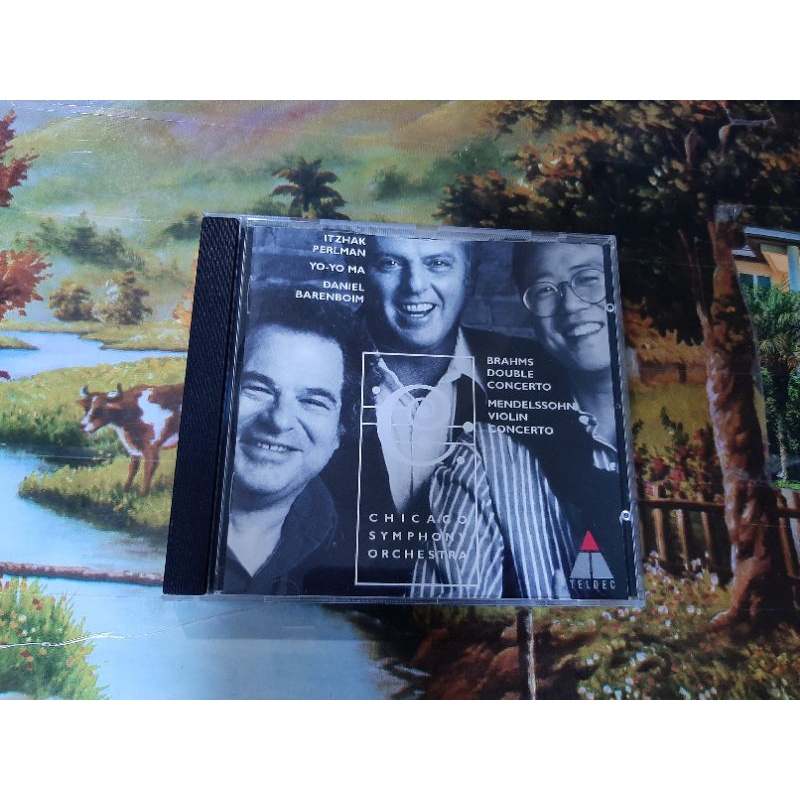 ITZHAK
PERLMAN
YO-YO MA
DANIEL
BARENBOIM
BRAHMS
DOUBLE
CONCERTO
MENDELSSOHN
VIOLIN
CONCERTO
CHICAGO
SYMPHONY
ORCHESTRA
TELDEC